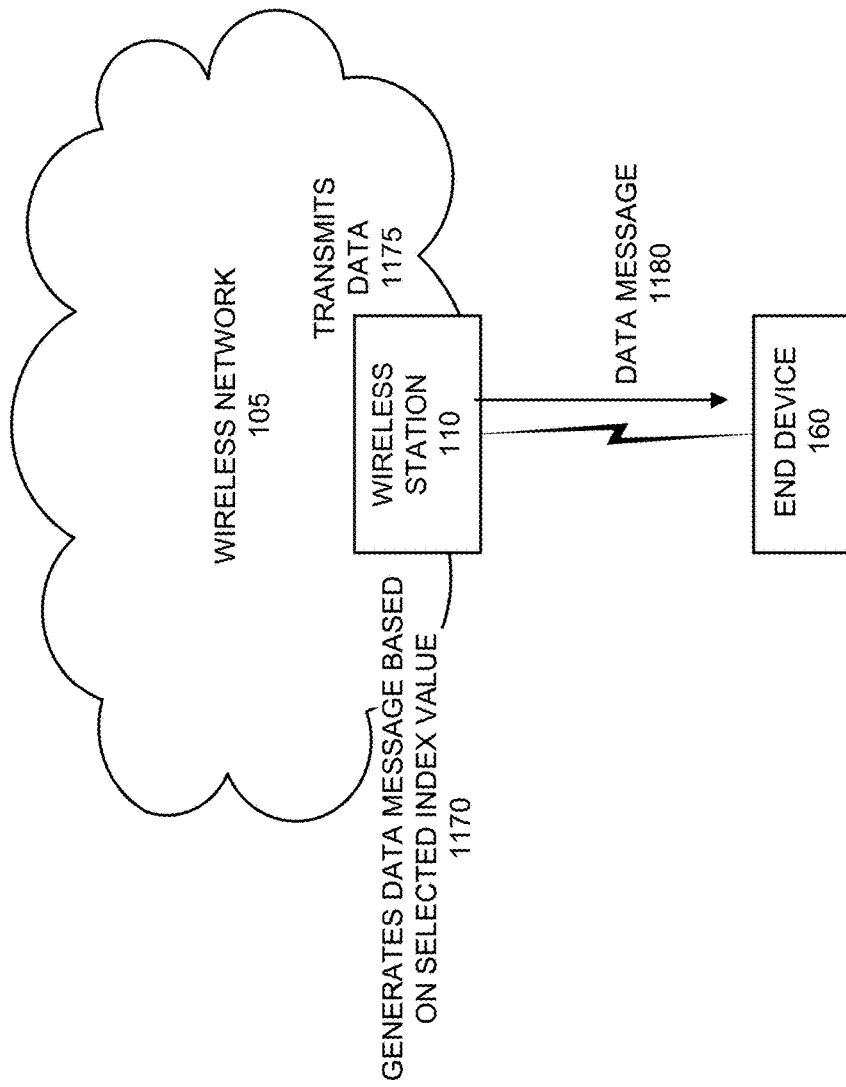 WIRELESS NETWORK
105
TRANSMITS
DATA
1175
WIRELESS
STATION
110
GENERATES DATA MESSAGE BASED
ON SELECTED INDEX VALUE
1170
DATA MESSAGE
1180
END DEVICE
160